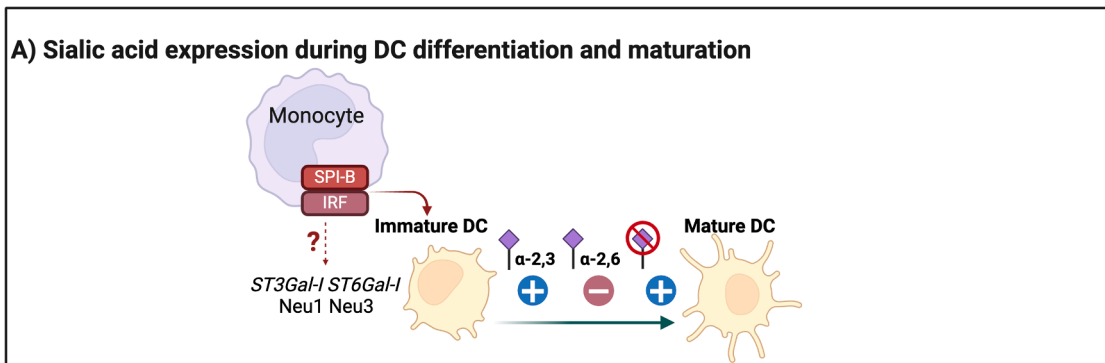 A) Sialic acid expression during DC differentiation and maturation
Monocyte
SPI-B
IRF
Immature DC
Mature DC
?
α-2,3
α-2,6
ST3Gal-I ST6Gal-I
Neu1 Neu3
+
−
+